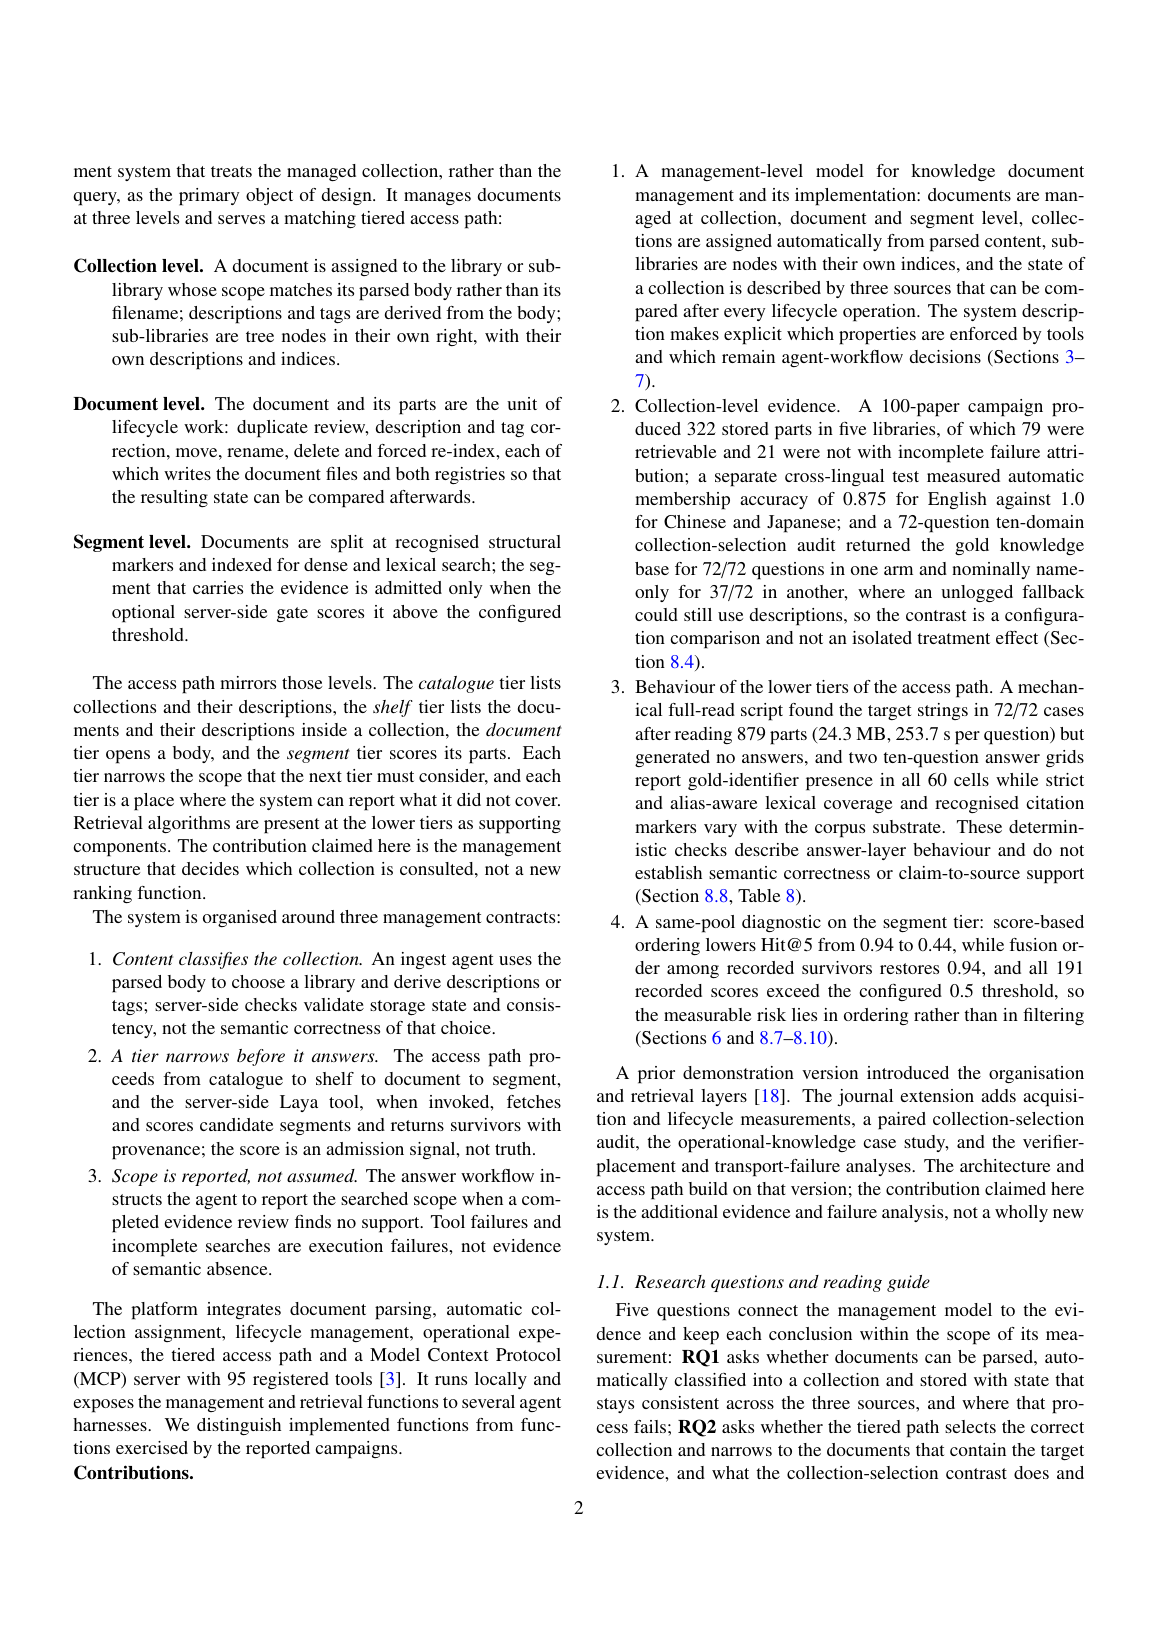 ment system that treats the managed collection, rather than the
query, as the primary object of design. It manages documents
at three levels and serves a matching tiered access path:
Collection level. A document is assigned to the library or sub-
library whose scope matches its parsed body rather than its
filename; descriptions and tags are derived from the body;
sub-libraries are tree nodes in their own right, with their
own descriptions and indices.
Document level. The document and its parts are the unit of
lifecycle work: duplicate review, description and tag cor-
rection, move, rename, delete and forced re-index, each of
which writes the document files and both registries so that
the resulting state can be compared afterwards.
Segment level. Documents are split at recognised structural
markers and indexed for dense and lexical search; the seg-
ment that carries the evidence is admitted only when the
optional server-side gate scores it above the configured
threshold.
The access path mirrors those levels. The catalogue tier lists
collections and their descriptions, the shelf tier lists the docu-
ments and their descriptions inside a collection, the document
tier opens a body, and the segment tier scores its parts. Each
tier narrows the scope that the next tier must consider, and each
tier is a place where the system can report what it did not cover.
Retrieval algorithms are present at the lower tiers as supporting
components. The contribution claimed here is the management
structure that decides which collection is consulted, not a new
ranking function.
The system is organised around three management contracts:
1. Content classifies the collection. An ingest agent uses the
parsed body to choose a library and derive descriptions or
tags; server-side checks validate storage state and consis-
tency, not the semantic correctness of that choice.
2. A tier narrows before it answers. The access path pro-
ceeds from catalogue to shelf to document to segment,
and the server-side Laya tool, when invoked, fetches
and scores candidate segments and returns survivors with
provenance; the score is an admission signal, not truth.
3. Scope is reported, not assumed. The answer workflow in-
structs the agent to report the searched scope when a com-
pleted evidence review finds no support. Tool failures and
incomplete searches are execution failures, not evidence
of semantic absence.
The platform integrates document parsing, automatic col-
lection assignment, lifecycle management, operational expe-
riences, the tiered access path and a Model Context Protocol
(MCP) server with 95 registered tools [3]. It runs locally and
exposes the management and retrieval functions to several agent
harnesses. We distinguish implemented functions from func-
tions exercised by the reported campaigns.
Contributions.
1. A management-level model for knowledge document
management and its implementation: documents are man-
aged at collection, document and segment level, collec-
tions are assigned automatically from parsed content, sub-
libraries are nodes with their own indices, and the state of
a collection is described by three sources that can be com-
pared after every lifecycle operation. The system descrip-
tion makes explicit which properties are enforced by tools
and which remain agent-workflow decisions (Sections 3–
7).
2. Collection-level evidence. A 100-paper campaign pro-
duced 322 stored parts in five libraries, of which 79 were
retrievable and 21 were not with incomplete failure attri-
bution; a separate cross-lingual test measured automatic
membership accuracy of 0.875 for English against 1.0
for Chinese and Japanese; and a 72-question ten-domain
collection-selection audit returned the gold knowledge
base for 72/72 questions in one arm and nominally name-
only for 37/72 in another, where an unlogged fallback
could still use descriptions, so the contrast is a configura-
tion comparison and not an isolated treatment effect (Sec-
tion 8.4).
3. Behaviour of the lower tiers of the access path. A mechan-
ical full-read script found the target strings in 72/72 cases
after reading 879 parts (24.3 MB, 253.7 s per question) but
generated no answers, and two ten-question answer grids
report gold-identifier presence in all 60 cells while strict
and alias-aware lexical coverage and recognised citation
markers vary with the corpus substrate. These determin-
istic checks describe answer-layer behaviour and do not
establish semantic correctness or claim-to-source support
(Section 8.8, Table 8).
4. A same-pool diagnostic on the segment tier: score-based
ordering lowers Hit@5 from 0.94 to 0.44, while fusion or-
der among recorded survivors restores 0.94, and all 191
recorded scores exceed the configured 0.5 threshold, so
the measurable risk lies in ordering rather than in filtering
(Sections 6 and 8.7–8.10).
A prior demonstration version introduced the organisation
and retrieval layers [18]. The journal extension adds acquisi-
tion and lifecycle measurements, a paired collection-selection
audit, the operational-knowledge case study, and the verifier-
placement and transport-failure analyses. The architecture and
access path build on that version; the contribution claimed here
is the additional evidence and failure analysis, not a wholly new
system.
1.1. Research questions and reading guide
Five questions connect the management model to the evi-
dence and keep each conclusion within the scope of its mea-
surement: RQ1 asks whether documents can be parsed, auto-
matically classified into a collection and stored with state that
stays consistent across the three sources, and where that pro-
cess fails; RQ2 asks whether the tiered path selects the correct
collection and narrows to the documents that contain the target
evidence, and what the collection-selection contrast does and
2